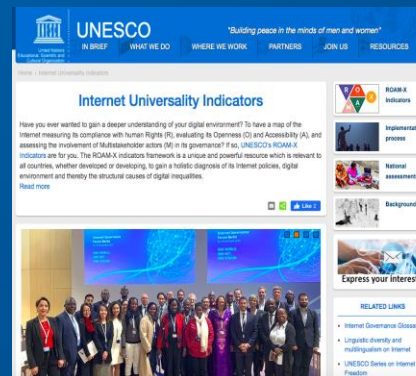 UNESCO
"Building peace in the minds of men and women"
United Nations
Educational, Scientific and
Cultural Organization
IN BRIEF WHAT WE DO WHERE WE WORK PARTNERS JOIN US RESOURCES
Home / Internet Universality Indicators
Internet Universality Indicators
Have you ever wanted to gain a deeper understanding of your digital environment? To have a map of the
Internet measuring its compliance with human Rights (R), evaluating its Openness (O) and Accessibility (A), and
assessing the involvement of Multistakeholder actors (M) in its governance? If so, UNESCO's ROAM-X
Indicators are for you. The ROAM-X indicators framework is a unique and powerful resource which is relevant to
all countries, whether developed or developing, to gain a holistic diagnosis of its Internet policies, digital
environment and thereby the structural causes of digital inequalities.
Read more
Like 2
R O A M X
ROAM-X
Indicators
Implementat
process
National
assessment
Background
Express your interest
RELATED LINKS
Internet Governance Glossa
Linguistic diversity and
multilingualism on Internet
UNESCO Series on Internet
Freedom